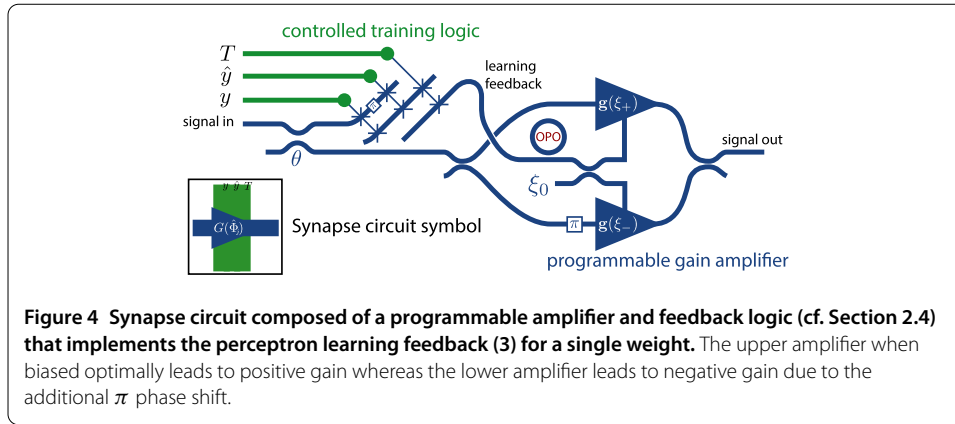 controlled training logic
T
ŷ
y
signal in
π
θ
learning
feedback
OPO
g(ξ₊)
ξ₀
signal out
π
g(ξ₋)
programmable gain amplifier
y ŷ T
G(Φ̂ⱼ)
Synapse circuit symbol
Figure 4 Synapse circuit composed of a programmable amplifier and feedback logic (cf. Section 2.4)
that implements the perceptron learning feedback (3) for a single weight. The upper amplifier when
biased optimally leads to positive gain whereas the lower amplifier leads to negative gain due to the
additional π phase shift.